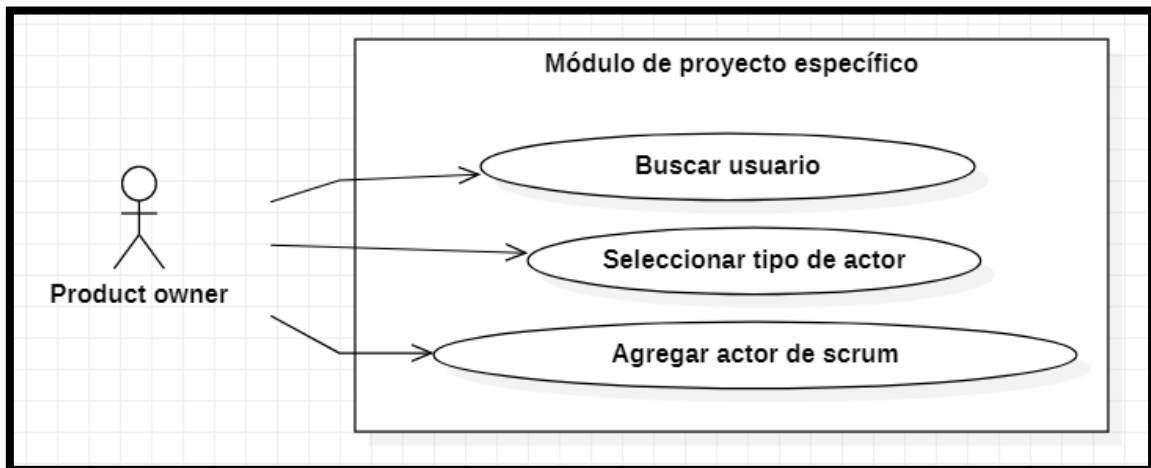 Módulo de proyecto específico
Buscar usuario
Seleccionar tipo de actor
Product owner
Agregar actor de scrum